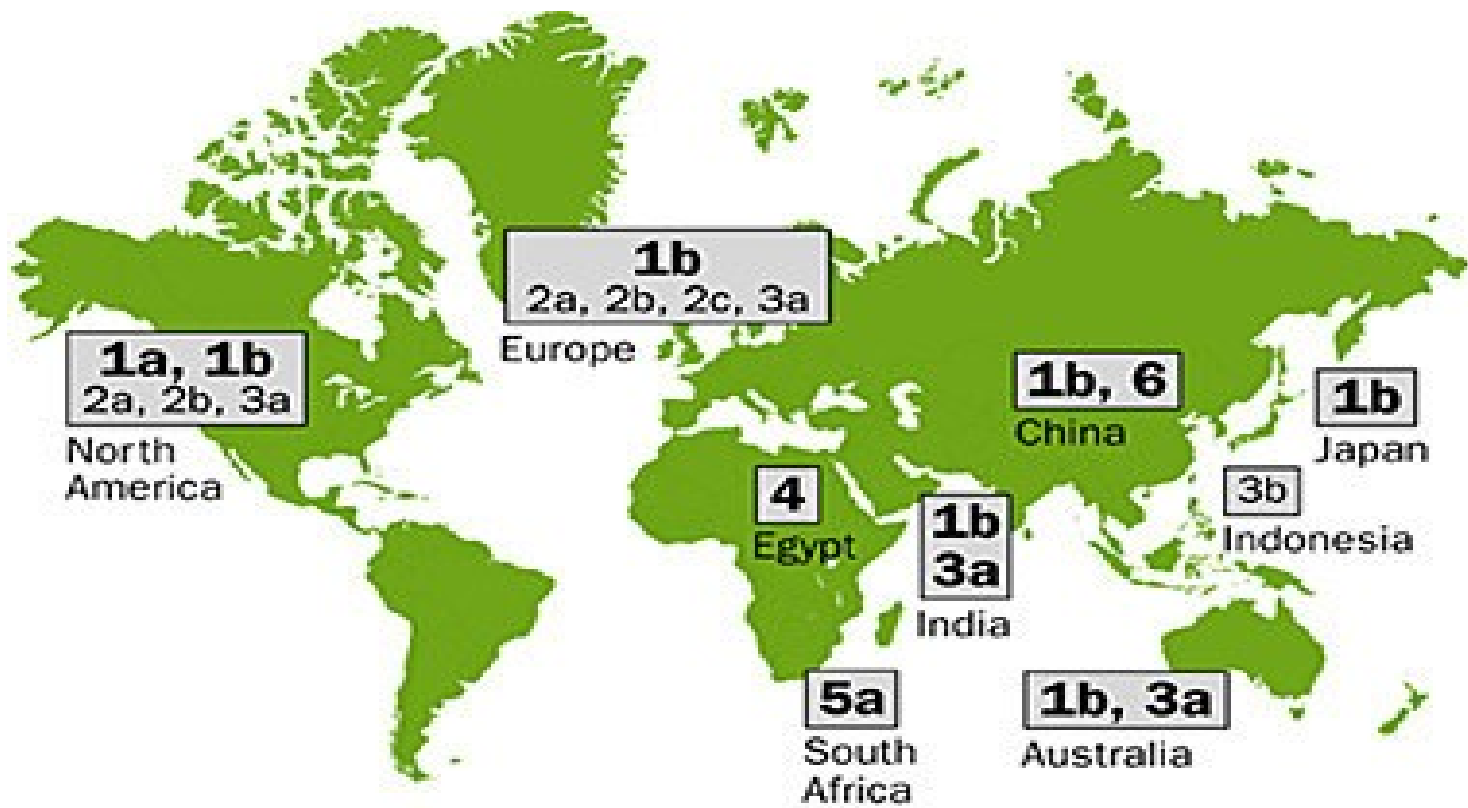 1b
2a, 2b, 2c, 3a
Europe
1a, 1b
2a, 2b, 3a
North
America
1b, 6
China
1b
Japan
4
Egypt
1b
3a
India
3b
Indonesia
5a
South
Africa
1b, 3a
Australia